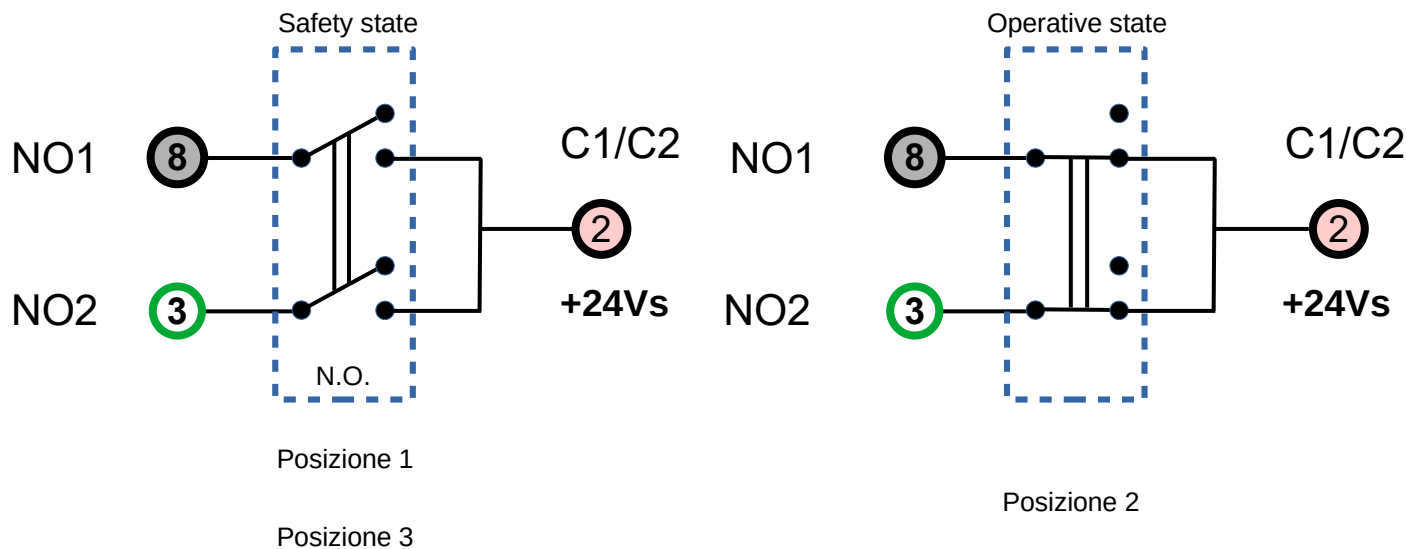 Safety state
Operative state
NO1 8 C1/C2
NO1 8 C1/C2
2
2
NO2 3 +24Vs
NO2 3 +24Vs
N.O.
Posizione 1
Posizione 2
Posizione 3